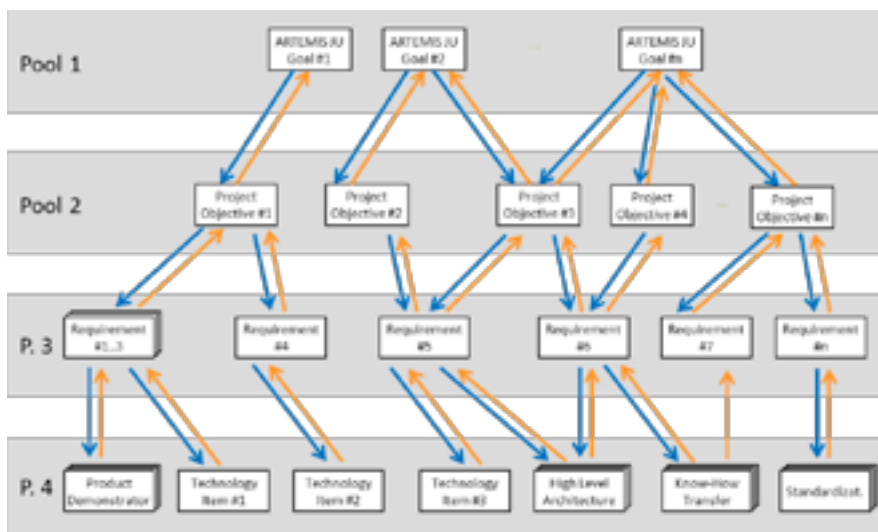 Pool 1
ARTEMIS JU
Goal #1
ARTEMIS JU
Goal #2
ARTEMIS JU
Goal #n
Pool 2
Project
Objective #1
Project
Objective #2
Project
Objective #3
Project
Objective #4
Project
Objective #n
P. 3
Requirement
#1..3
Requirement
#4
Requirement
#5
Requirement
#6
Requirement
#7
Requirement
#n
P. 4
Product
Demonstrator
Technology
Item #1
Technology
Item #2
Technology
Item #3
High Level
Architecture
Know-How
Transfer
Standardizat.